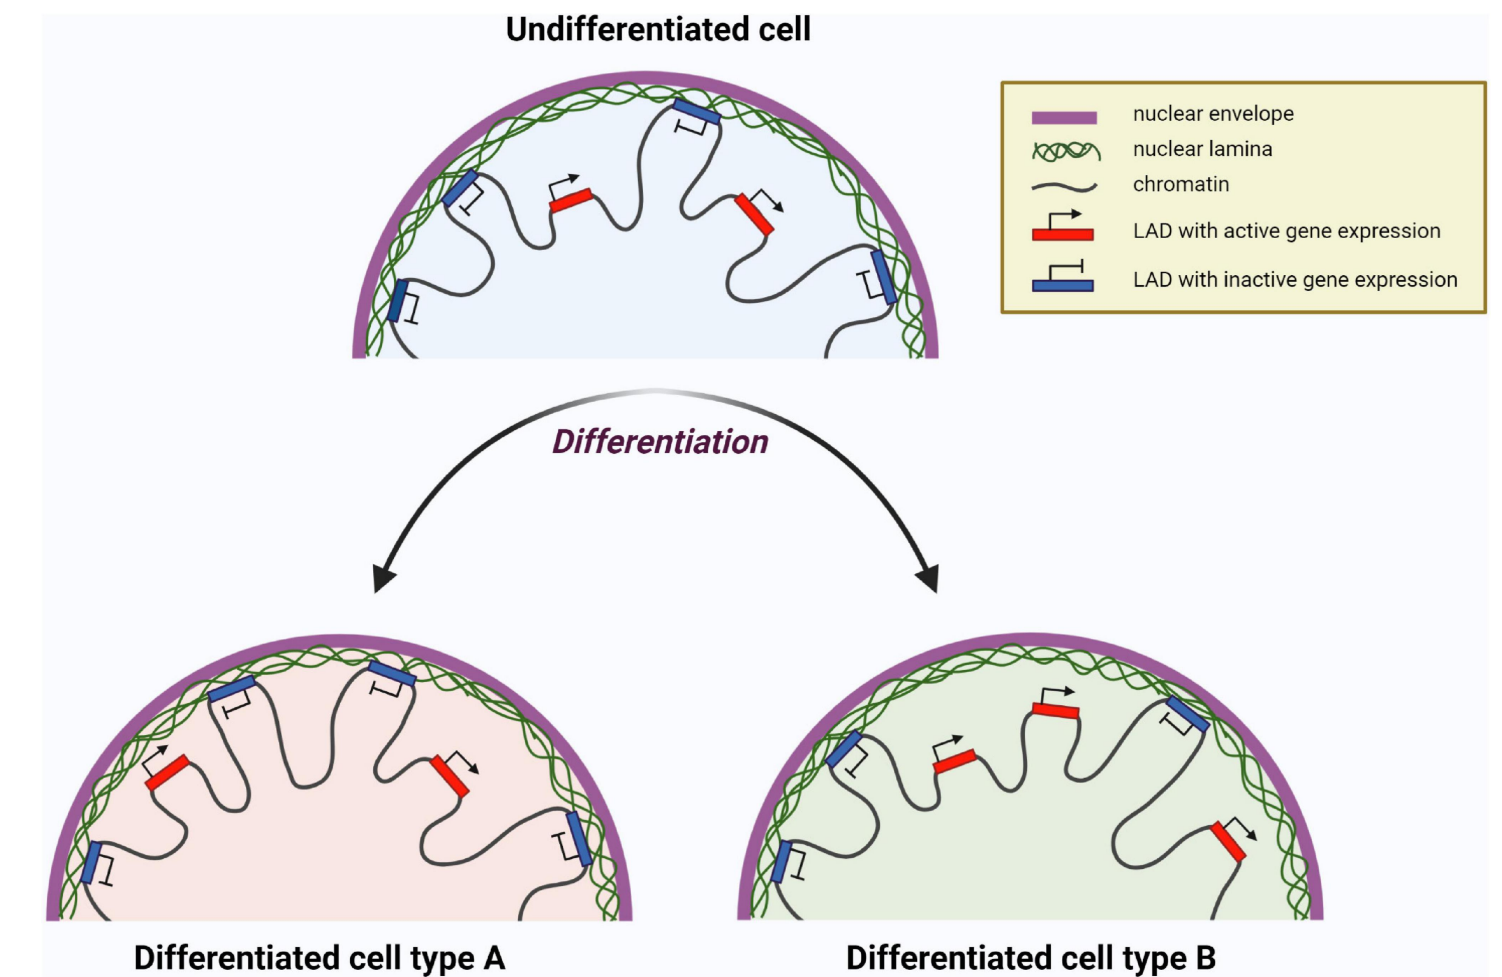 Undifferentiated cell
nuclear envelope
nuclear lamina
chromatin
LAD with active gene expression
LAD with inactive gene expression
Differentiation
Differentiated cell type A
Differentiated cell type B